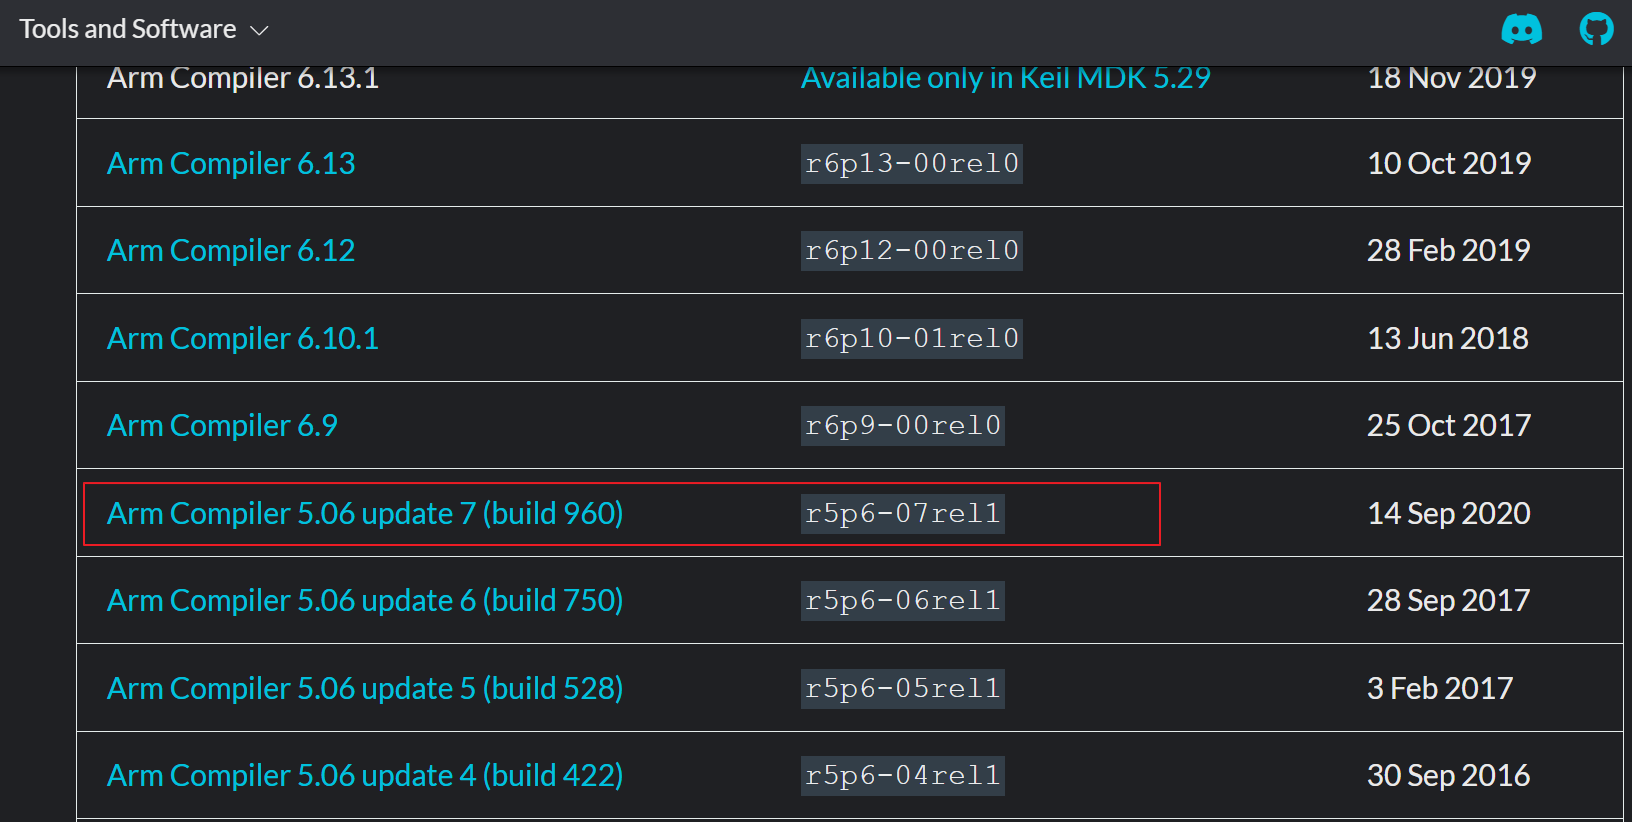 Tools and Software
Arm Compiler 6.13.1 Available only in Keil MDK 5.29 18 Nov 2019
Arm Compiler 6.13 r6p13-00rel0 10 Oct 2019
Arm Compiler 6.12 r6p12-00rel0 28 Feb 2019
Arm Compiler 6.10.1 r6p10-01rel0 13 Jun 2018
Arm Compiler 6.9 r6p9-00rel0 25 Oct 2017
Arm Compiler 5.06 update 7 (build 960) r5p6-07rel1 14 Sep 2020
Arm Compiler 5.06 update 6 (build 750) r5p6-06rel1 28 Sep 2017
Arm Compiler 5.06 update 5 (build 528) r5p6-05rel1 3 Feb 2017
Arm Compiler 5.06 update 4 (build 422) r5p6-04rel1 30 Sep 2016